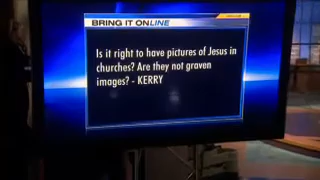 BRING IT ONLINE
Is it right to have pictures of Jesus in
churches? Are they not graven
images? - KERRY